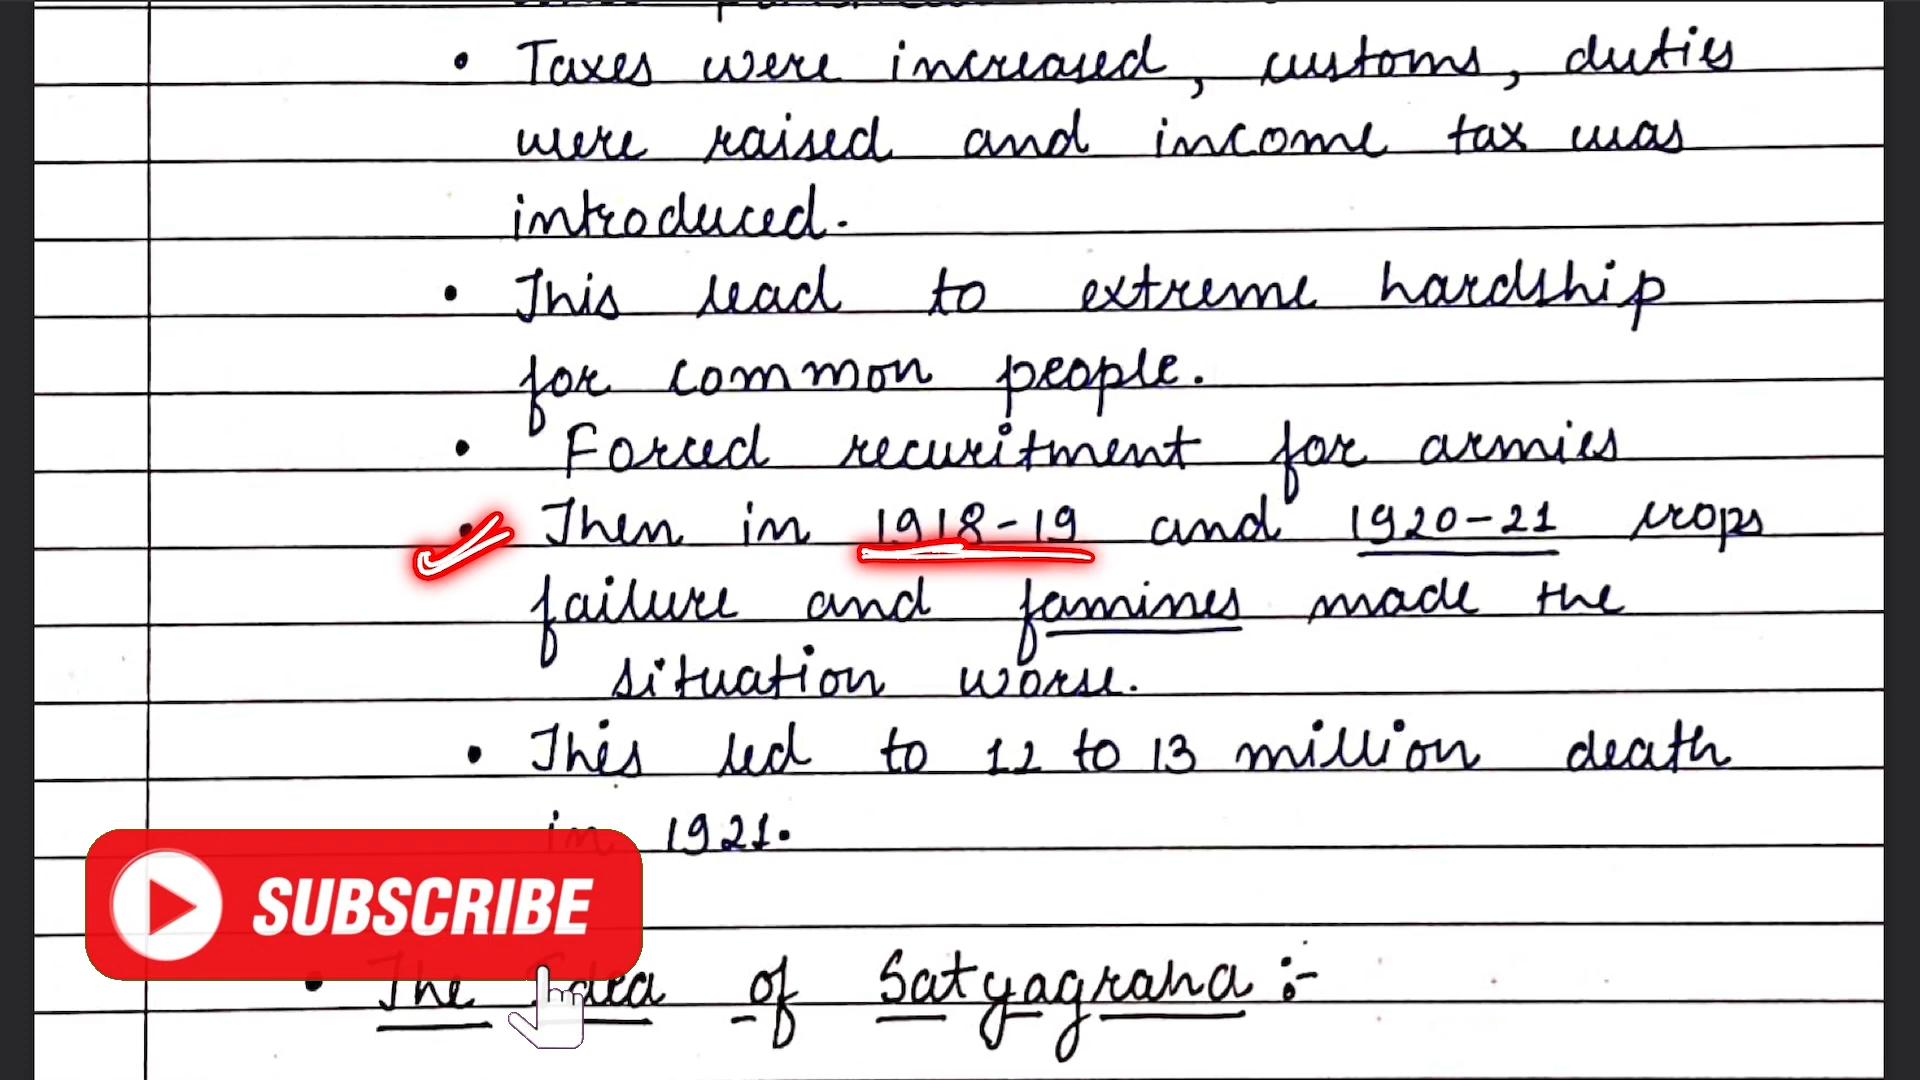 • Taxes were increased, customs, duties
were raised and income tax was
introduced.
• This lead to extreme hardship
for common people.
• Forced recuritment for armies
• Then in 1918-19 and 1920-21 crops
failure and famines made the
situation worse.
• This led to 12 to 13 million death
in 1921.
SUBSCRIBE
• The Idea of Satyagraha :-